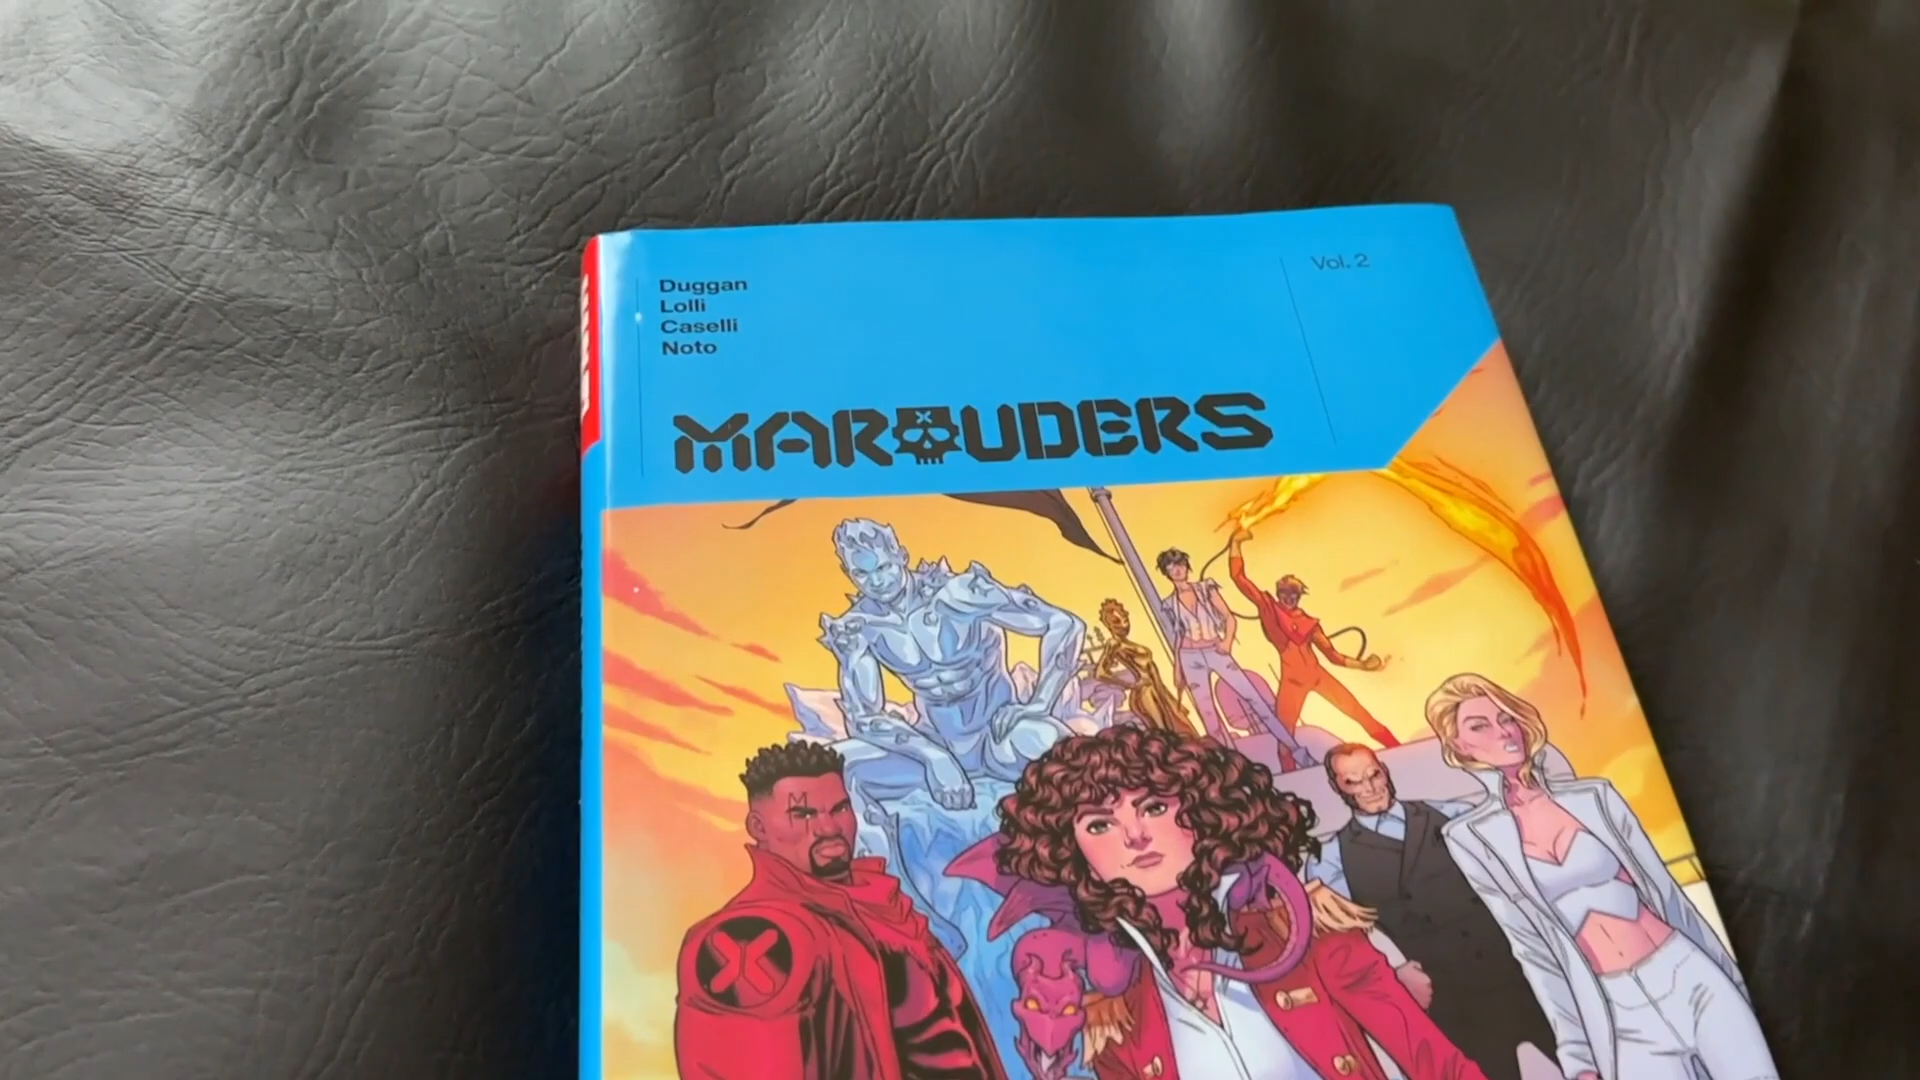 Duggan
Lolli
Caselli
Noto
Vol. 2
MARAUDERS
M
X